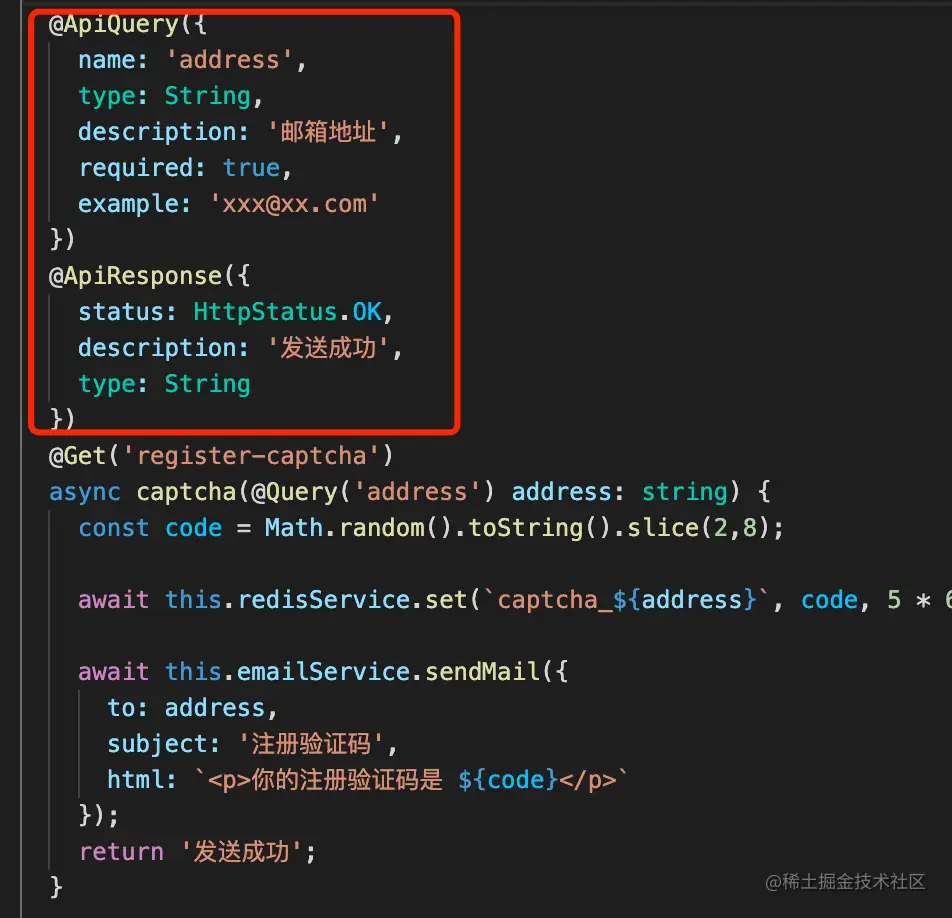 @ApiQuery({
  name: 'address',
  type: String,
  description: '邮箱地址',
  required: true,
  example: 'xxx@xx.com'
})
@ApiResponse({
  status: HttpStatus.OK,
  description: '发送成功',
  type: String
})
@Get('register-captcha')
async captcha(@Query('address') address: string) {
  const code = Math.random().toString().slice(2,8);
  await this.redisService.set(`captcha_${address}`, code, 5 *
  await this.emailService.sendMail({
    to: address,
    subject: '注册验证码',
    html: `<p>你的注册验证码是 ${code}</p>`
  });
  return '发送成功';
}
@稀土掘金技术社区